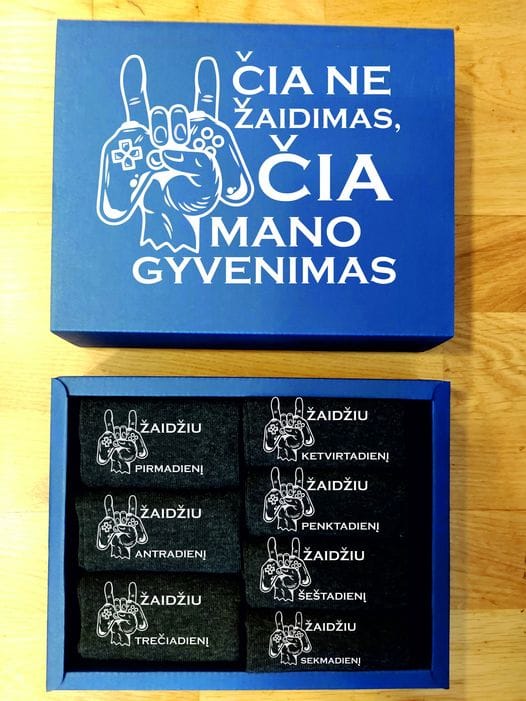 ČIA NE
ŽAIDIMAS,
ČIA
MANO
GYVENIMAS
ŽAIDŽIU
PIRMADIENĮ
ŽAIDŽIU
ANTRADIENĮ
ŽAIDŽIU
TREČIADIENĮ
ŽAIDŽIU
KETVIRTADIENĮ
ŽAIDŽIU
PENKTADIENĮ
ŽAIDŽIU
ŠEŠTADIENĮ
ŽAIDŽIU
SEKMADIENĮ